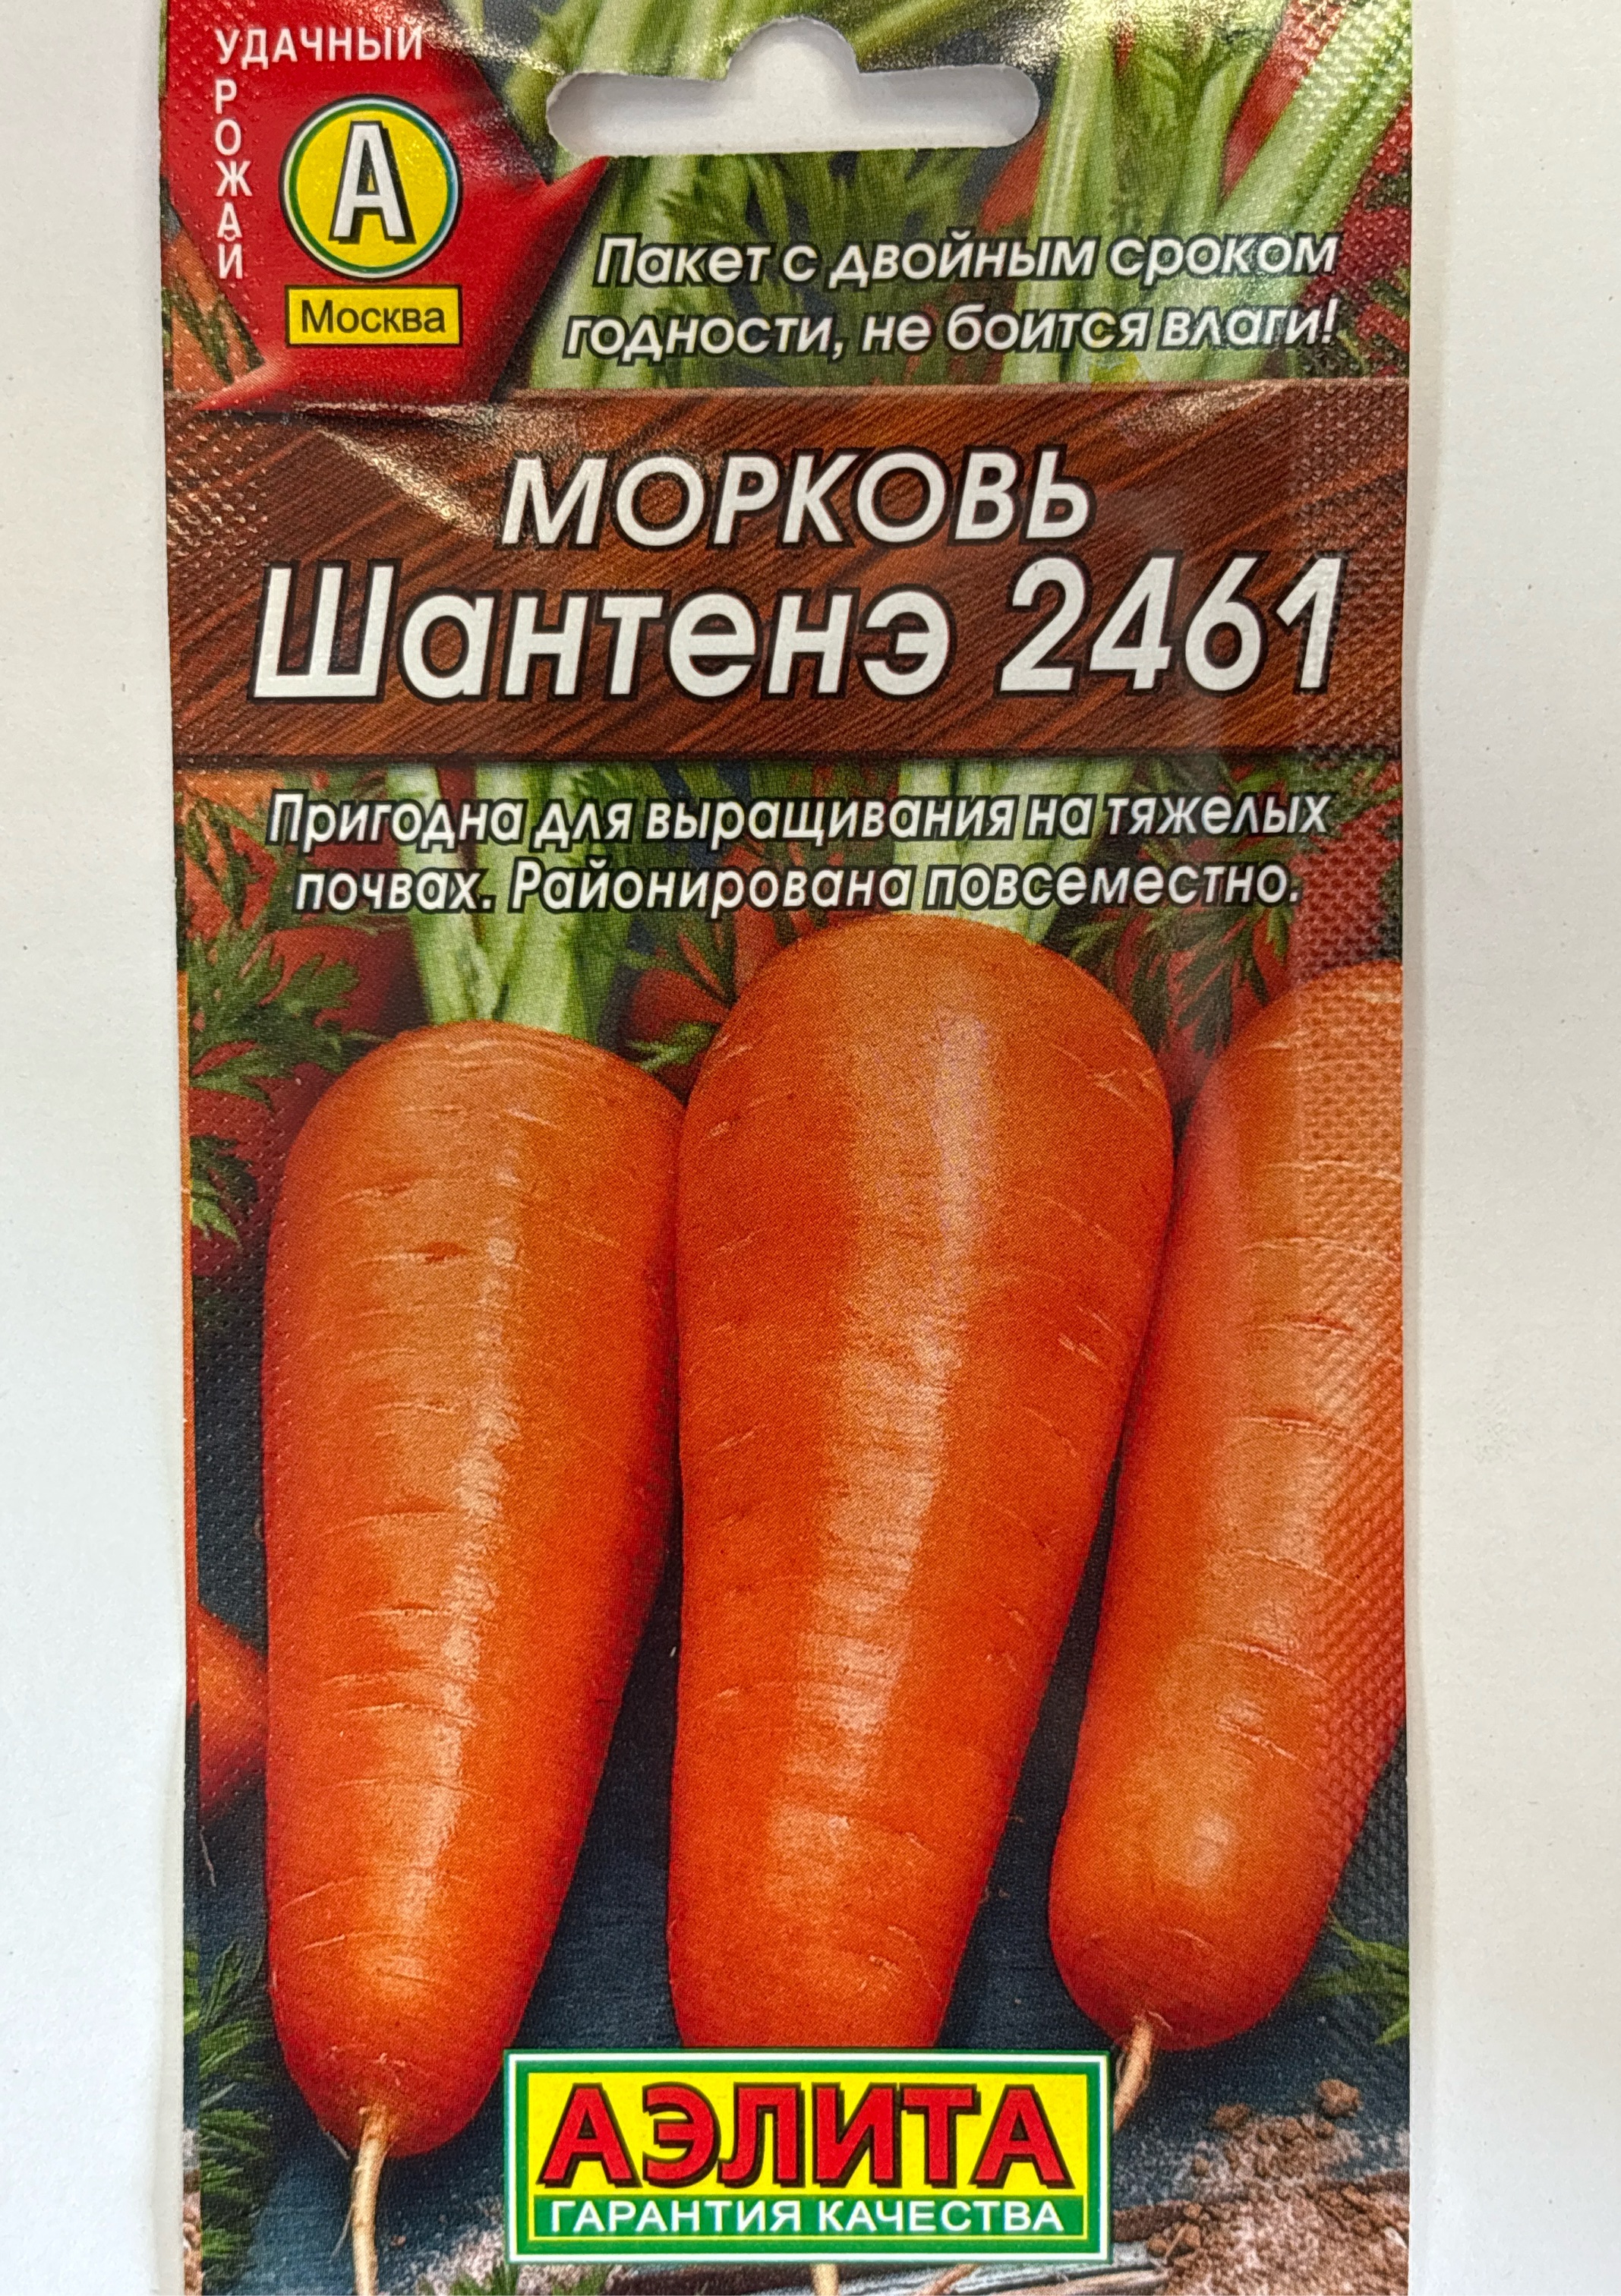 УДАЧНЫЙ
УРОЖАЙ
А
Москва
Пакет с двойным сроком
годности, не боится влаги!
МОРКОВЬ
Шантенэ 2461
Пригодна для выращивания на тяжелых
почвах. Районирована повсеместно.
АЭЛИТА
ГАРАНТИЯ КАЧЕСТВА